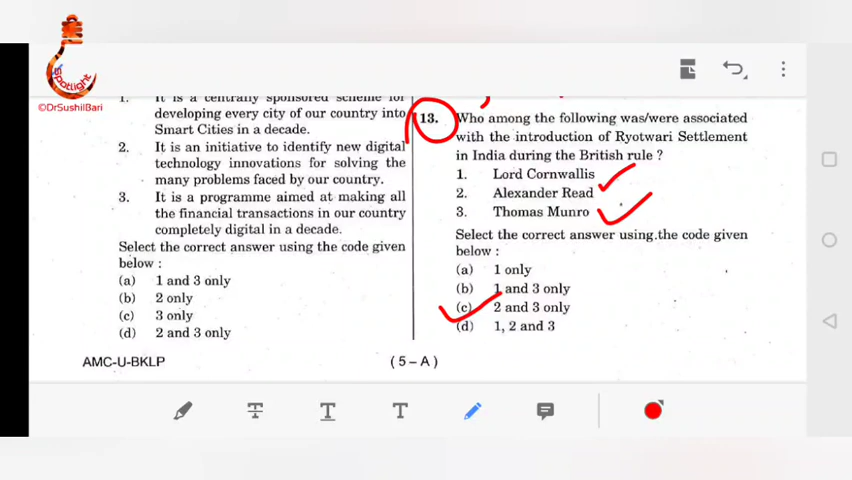 Spotlight
©DrSushilBari
1. It is a centrally sponsored scheme for
developing every city of our country into
Smart Cities in a decade.
2. It is an initiative to identify new digital
technology innovations for solving the
many problems faced by our country.
3. It is a programme aimed at making all
the financial transactions in our country
completely digital in a decade.
Select the correct answer using the code given
below :
(a) 1 and 3 only
(b) 2 only
(c) 3 only
(d) 2 and 3 only
13. Who among the following was/were associated
with the introduction of Ryotwari Settlement
in India during the British rule ?
1. Lord Cornwallis
2. Alexander Read
3. Thomas Munro
Select the correct answer using.the code given
below :
(a) 1 only
(b) 1 and 3 only
(c) 2 and 3 only
(d) 1, 2 and 3
AMC-U-BKLP
( 5 – A )
T T T